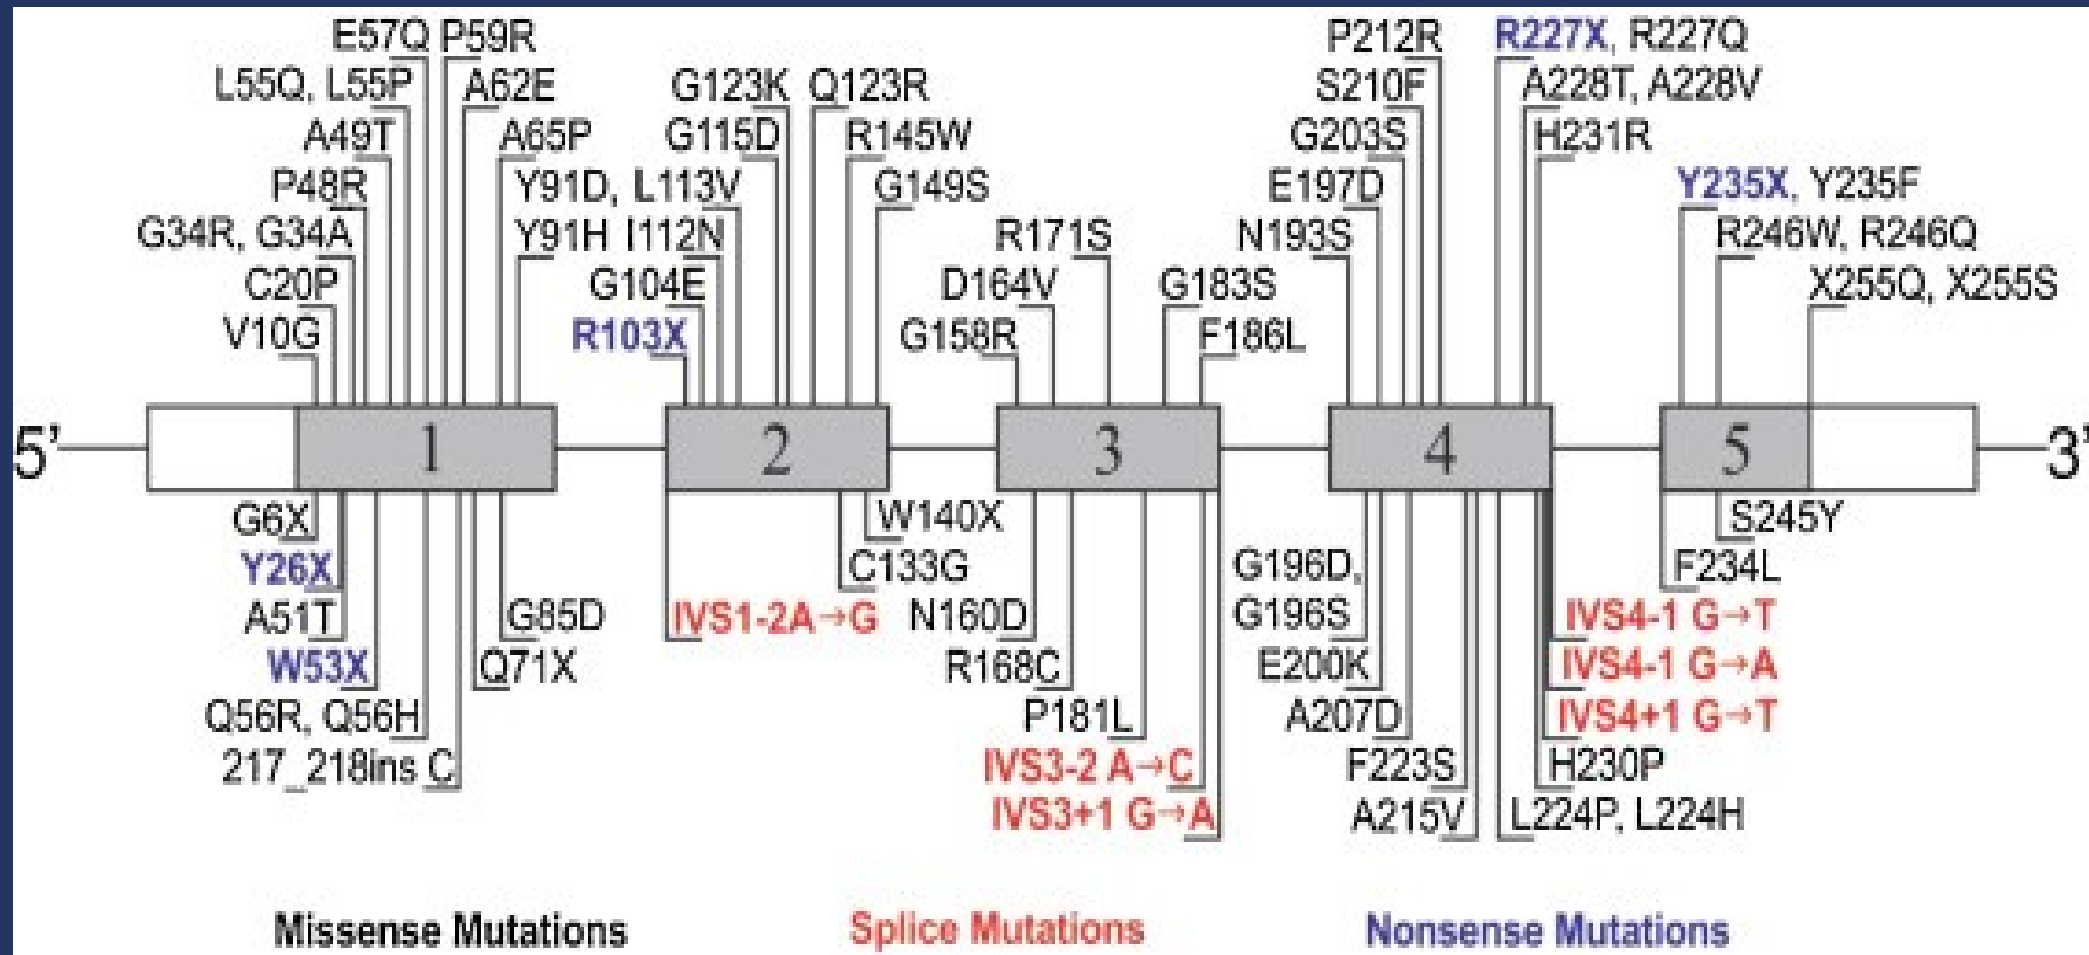 E57Q P59R
L55Q, L55P A62E
A49T A65P
P48R Y91D,
G34R, G34A Y91H
C20P
V10G
G123K Q123R
G115D R145W
L113V G149S
I112N
G104E
R103X
R171S
D164V G183S
G158R F186L
P212R R227X, R227Q
S210F A228T, A228V
G203S H231R
E197D
N193S
Y235X, Y235F
R246W, R246Q
X255Q, X255S
5’ 1 2 3 4 5 3’
G6X
Y26X
A51T G85D
W53X Q71X
Q56R, Q56H
217_218ins C
W140X
C133G
IVS1-2A→G
N160D
R168C
P181L
IVS3-2 A→C
IVS3+1 G→A
G196D,
G196S
E200K
A207D
F223S
A215V
S245Y
F234L
IVS4-1 G→T
IVS4-1 G→A
IVS4+1 G→T
H230P
L224P, L224H
Missense Mutations Splice Mutations Nonsense Mutations